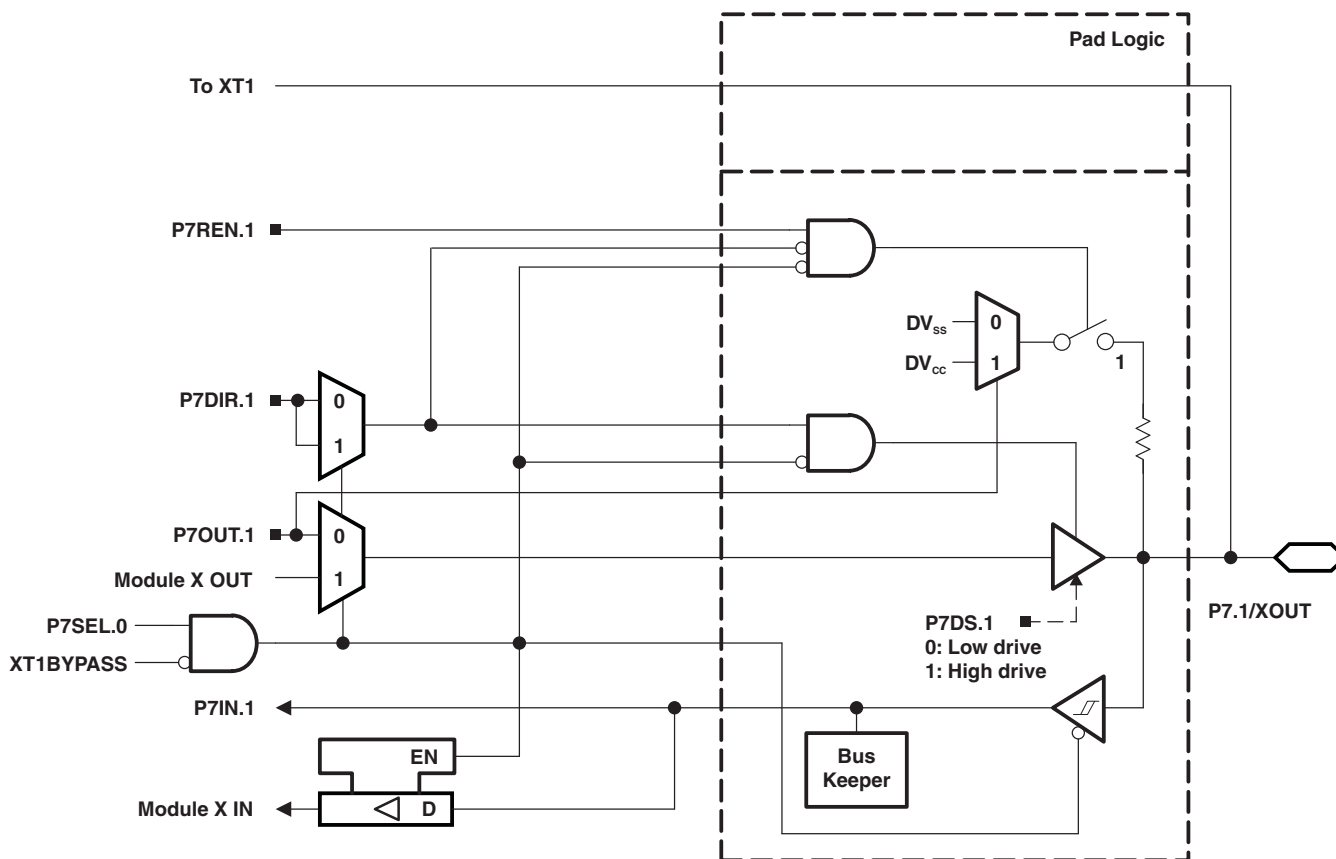 Pad Logic
To XT1
P7REN.1
DVSS
0
DVCC
1
1
P7DIR.1
0
1
P7OUT.1
0
Module X OUT
1
P7SEL.0
XT1BYPASS
P7DS.1
0: Low drive
1: High drive
P7.1/XOUT
P7IN.1
Bus
Keeper
EN
Module X IN
D